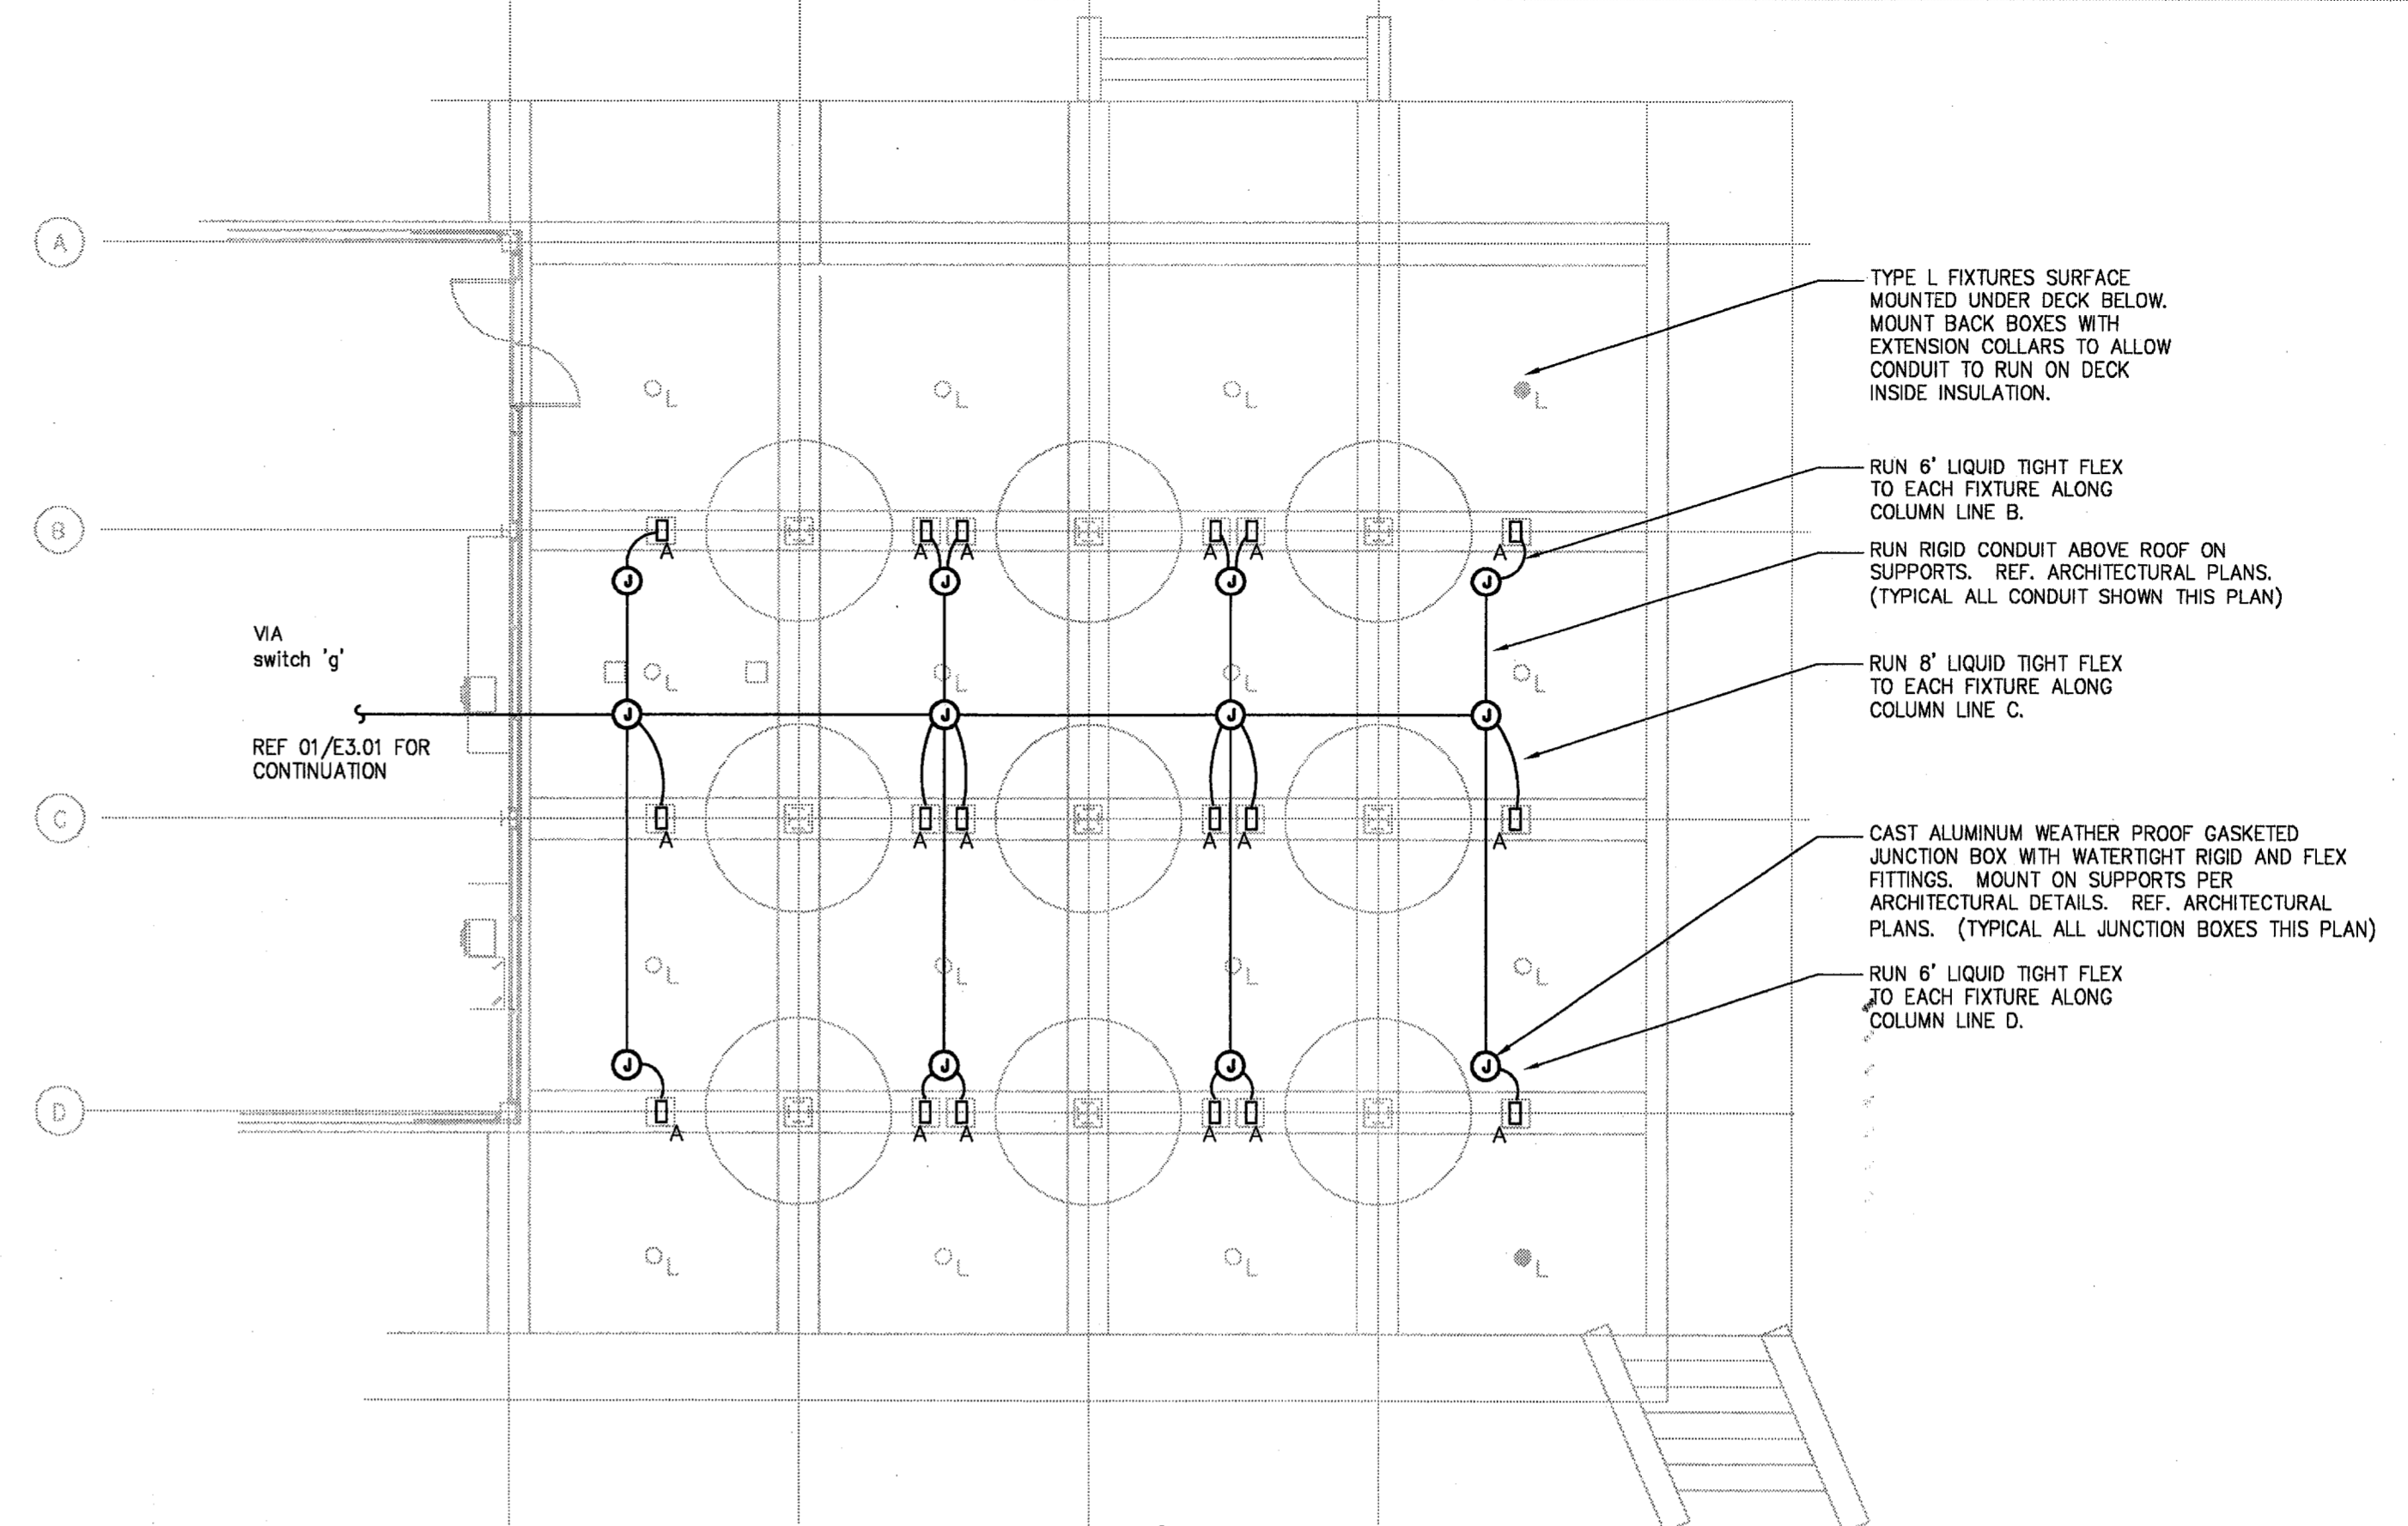 A
TYPE L FIXTURES SURFACE
MOUNTED UNDER DECK BELOW.
MOUNT BACK BOXES WITH
EXTENSION COLLARS TO ALLOW
CONDUIT TO RUN ON DECK
INSIDE INSULATION.
L L L L
RUN 6' LIQUID TIGHT FLEX
TO EACH FIXTURE ALONG
COLUMN LINE B.
B
A A A A A A
RUN RIGID CONDUIT ABOVE ROOF ON
SUPPORTS. REF. ARCHITECTURAL PLANS.
(TYPICAL ALL CONDUIT SHOWN THIS PLAN)
J J J J
VIA
switch 'g'
L L L L
RUN 8' LIQUID TIGHT FLEX
TO EACH FIXTURE ALONG
COLUMN LINE C.
J J J J
REF 01/E3.01 FOR
CONTINUATION
C
A A A A A A
CAST ALUMINUM WEATHER PROOF GASKETED
JUNCTION BOX WITH WATERTIGHT RIGID AND FLEX
FITTINGS. MOUNT ON SUPPORTS PER
ARCHITECTURAL DETAILS. REF. ARCHITECTURAL
PLANS. (TYPICAL ALL JUNCTION BOXES THIS PLAN)
L L L L
RUN 6' LIQUID TIGHT FLEX
TO EACH FIXTURE ALONG
COLUMN LINE D.
J J J J
D
A A A A A A
L L L L